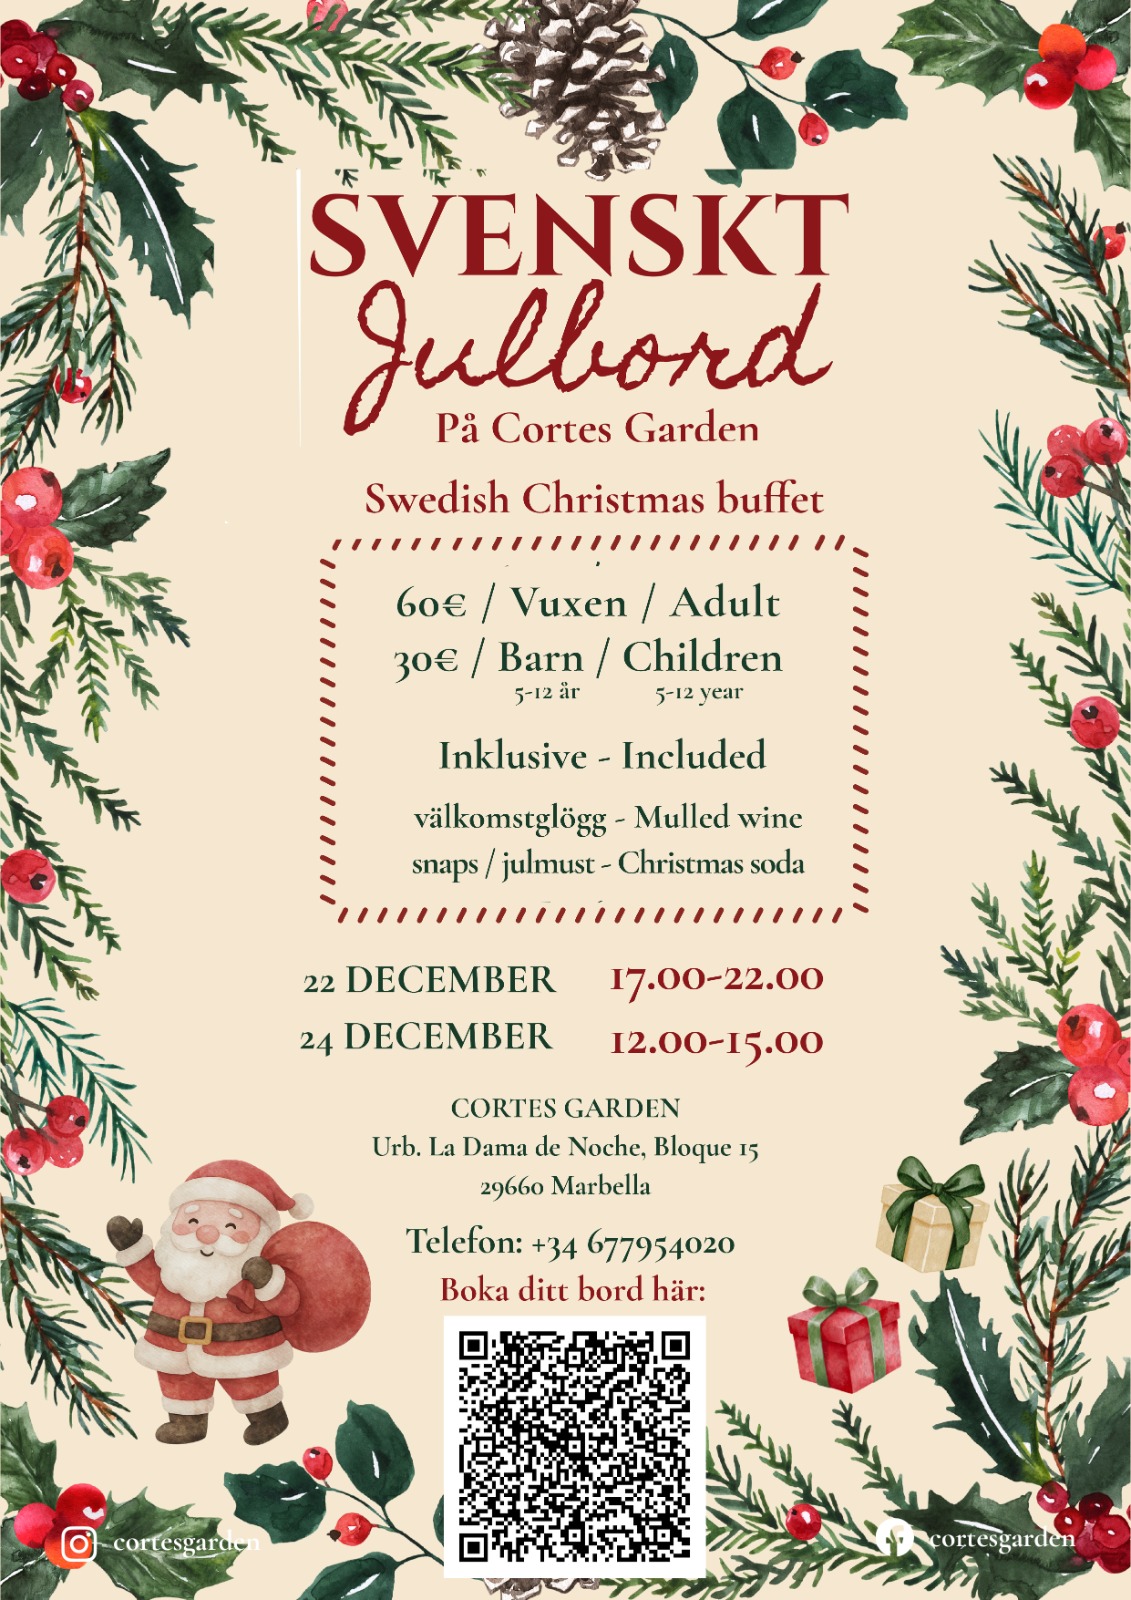 SVENSKT
Julbord
På Cortes Garden
Swedish Christmas buffet
60€ / Vuxen / Adult
30€ / Barn / Children
5-12 år 5-12 year
Inklusive - Included
välkomstglögg - Mulled wine
snaps / julmust - Christmas soda
22 DECEMBER 17.00-22.00
24 DECEMBER 12.00-15.00
CORTES GARDEN
Urb. La Dama de Noche, Bloque 15
29660 Marbella
Telefon: +34 677954020
Boka ditt bord här:
cortesgarden cortesgarden